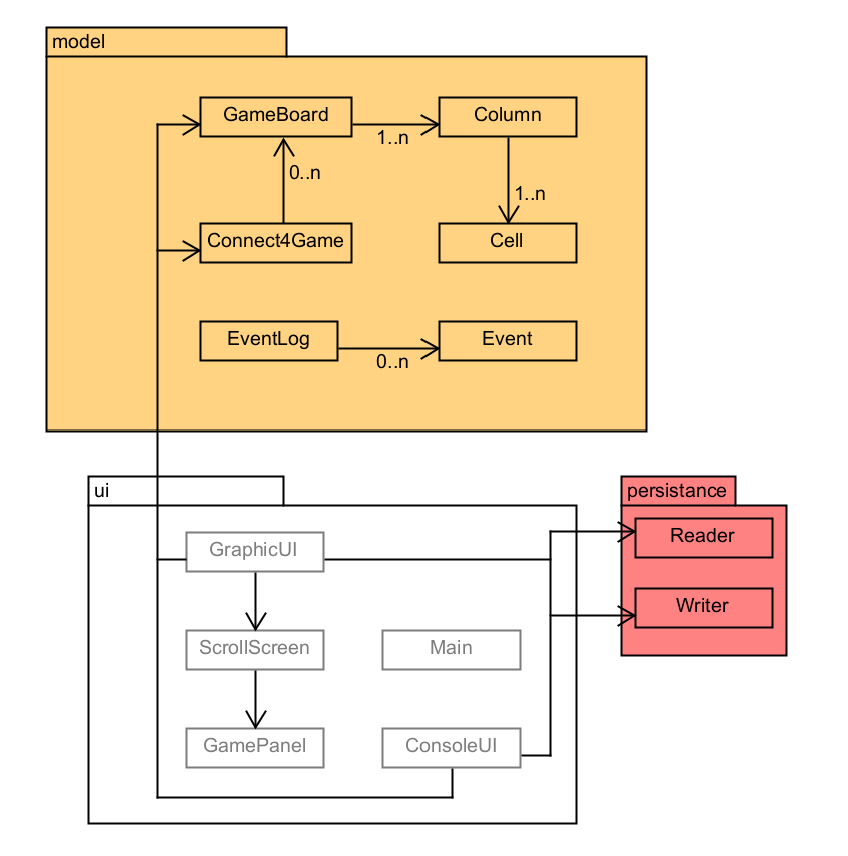 model
GameBoard
Column
1..n
0..n
1..n
Connect4Game
Cell
EventLog
Event
0..n
ui
persistance
GraphicUI
Reader
Writer
ScrollScreen
Main
GamePanel
ConsoleUI